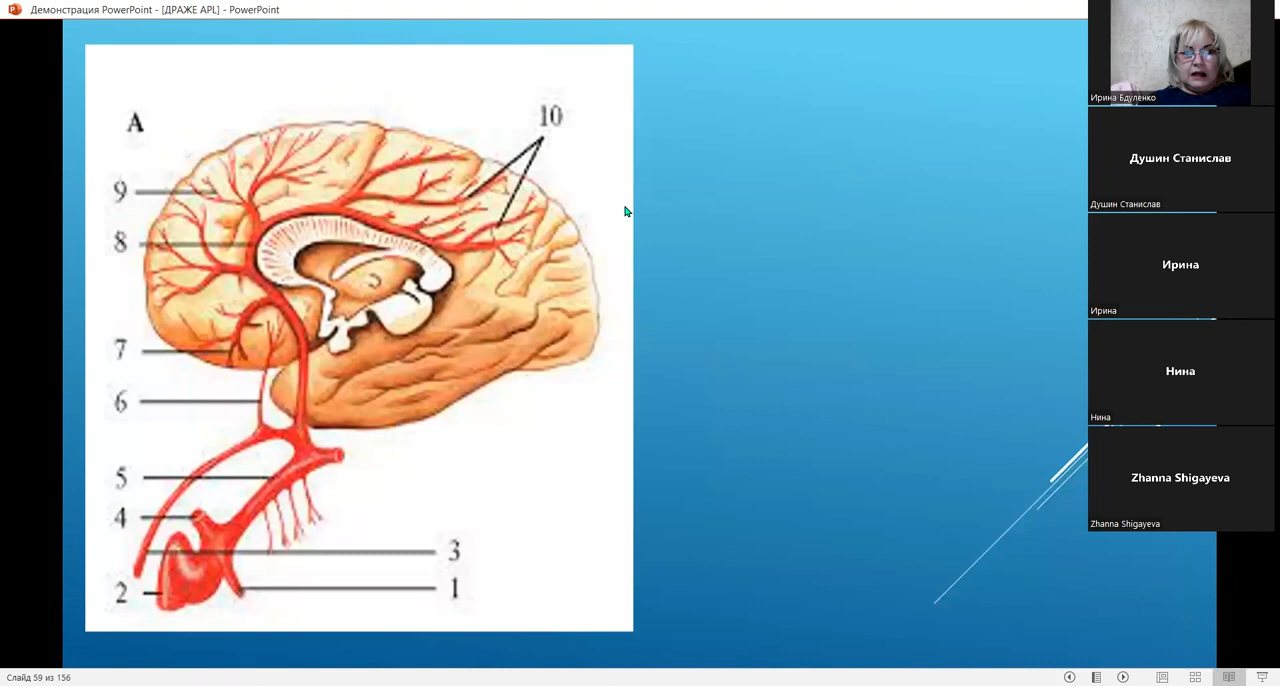 Демонстрация PowerPoint - [ДРАЖЕ APL] - PowerPoint
А
10
9
8
7
6
5
4
3
2
1
Ирина Бдуленко
Душин Станислав
Душин Станислав
Ирина
Ирина
Нина
Нина
Zhanna Shigayeva
Zhanna Shigayeva
Слайд 59 из 156